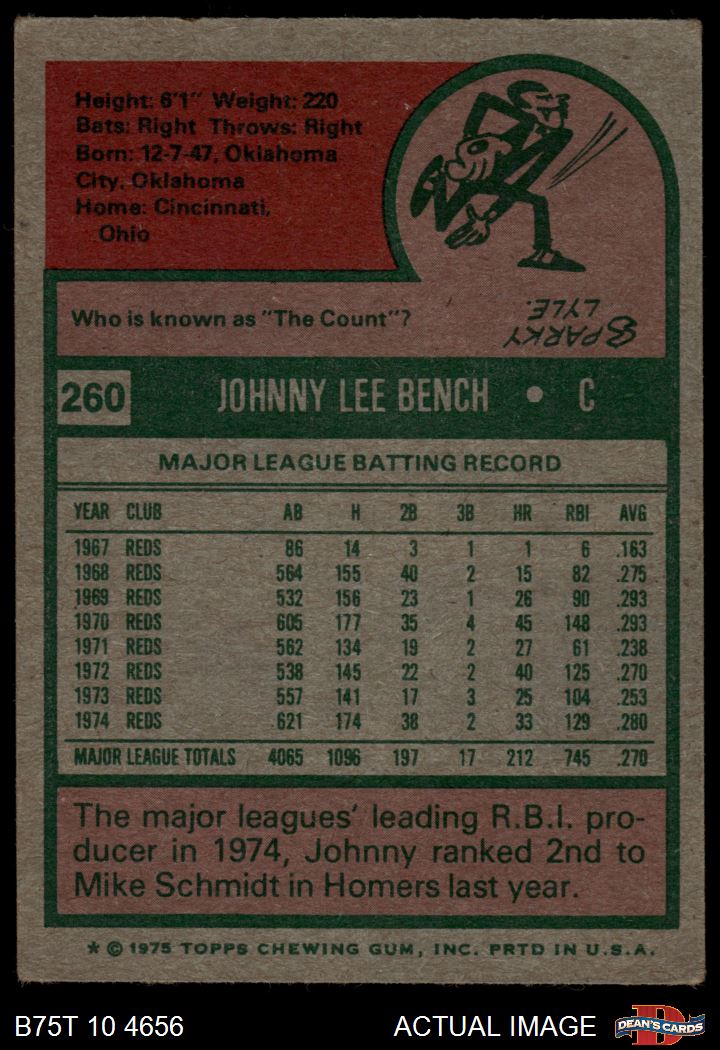 Height: 6'1" Weight: 220
Bats: Right Throws: Right
Born: 12-7-47, Oklahoma
City, Oklahoma
Home: Cincinnati,
Ohio
Who is known as "The Count"?
SPARKY
LYLE.
260 JOHNNY LEE BENCH • C
MAJOR LEAGUE BATTING RECORD
YEAR CLUB AB H 2B 3B HR RBI AVG
1967 REDS 86 14 3 1 1 6 .163
1968 REDS 564 155 40 2 15 82 .275
1969 REDS 532 156 23 1 26 90 .293
1970 REDS 605 177 35 4 45 148 .293
1971 REDS 562 134 19 2 27 61 .238
1972 REDS 538 145 22 2 40 125 .270
1973 REDS 557 141 17 3 25 104 .253
1974 REDS 621 174 38 2 33 129 .280
MAJOR LEAGUE TOTALS 4065 1096 197 17 212 745 .270
The major leagues' leading R.B.I. pro-
ducer in 1974, Johnny ranked 2nd to
Mike Schmidt in Homers last year.
* © 1975 TOPPS CHEWING GUM, INC. PRTD IN U.S.A.
B75T 10 4656 ACTUAL IMAGE
D
DEAN'S CARDS